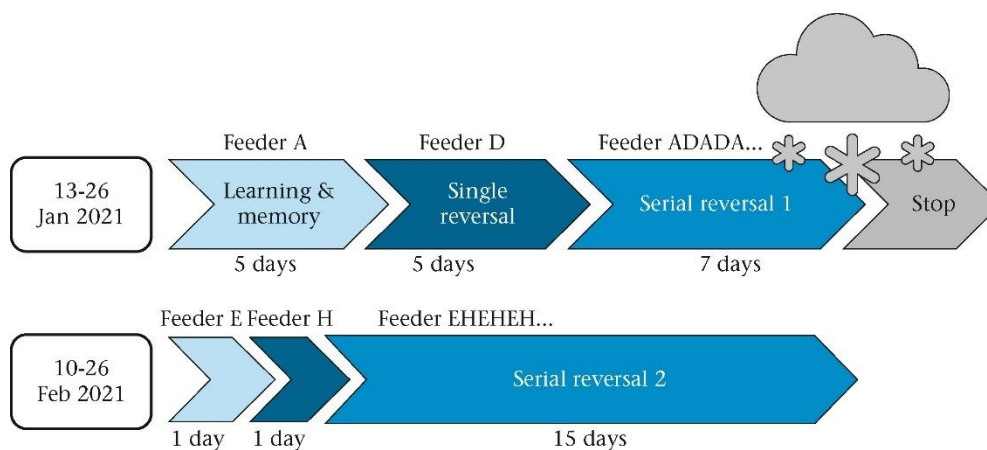 Feeder A
Feeder D
Feeder ADADA...
13-26
Jan 2021
Learning &
memory
Single
reversal
Serial reversal 1
Stop
5 days
5 days
7 days
Feeder E
Feeder H
Feeder EHEHEH...
10-26
Feb 2021
Serial reversal 2
1 day
1 day
15 days